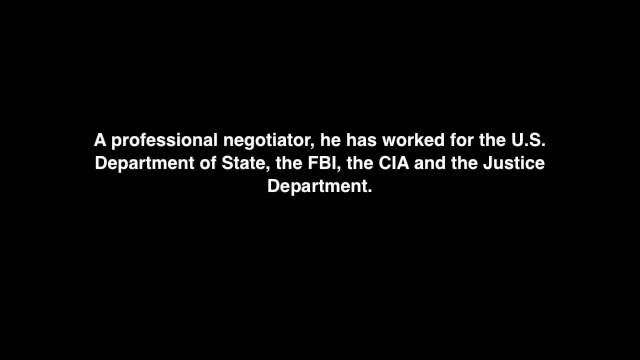 A professional negotiator, he has worked for the U.S.
Department of State, the FBI, the CIA and the Justice
Department.